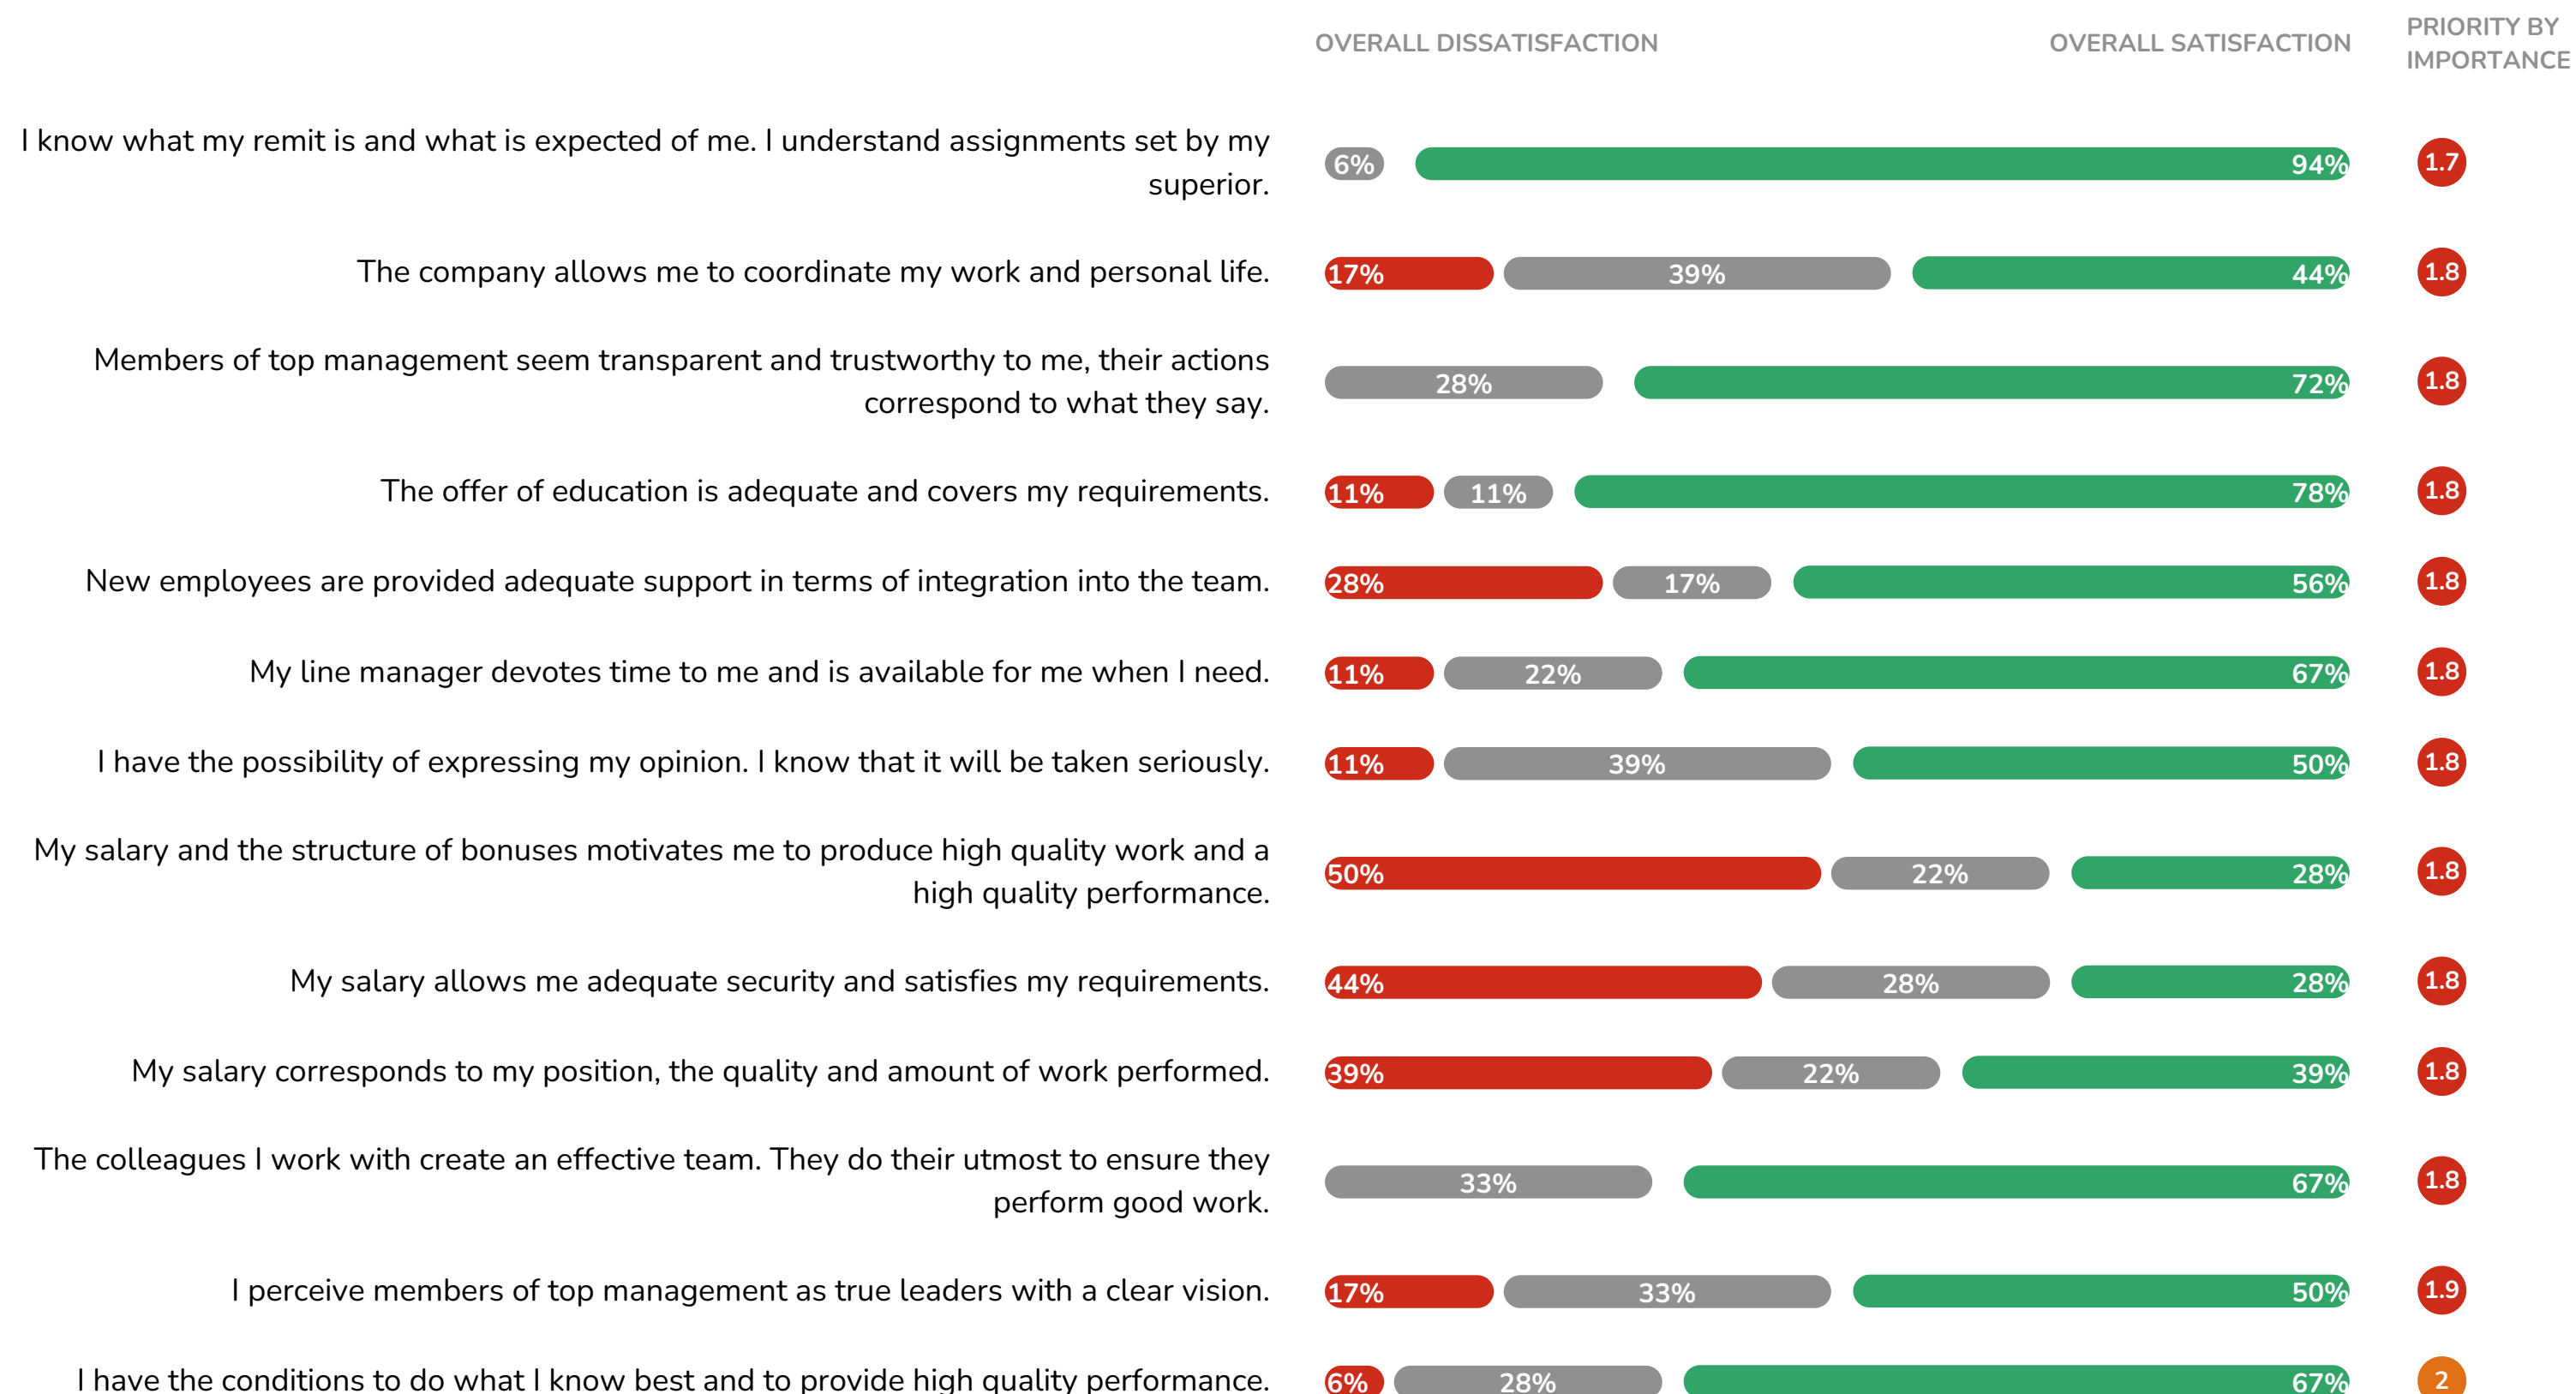 OVERALL DISSATISFACTION OVERALL SATISFACTION PRIORITY BY
IMPORTANCE
I know what my remit is and what is expected of me. I understand assignments set by my
superior.
6% 94% 1.7
The company allows me to coordinate my work and personal life.
17% 39% 44% 1.8
Members of top management seem transparent and trustworthy to me, their actions
correspond to what they say.
28% 72% 1.8
The offer of education is adequate and covers my requirements.
11% 11% 78% 1.8
New employees are provided adequate support in terms of integration into the team.
28% 17% 56% 1.8
My line manager devotes time to me and is available for me when I need.
11% 22% 67% 1.8
I have the possibility of expressing my opinion. I know that it will be taken seriously.
11% 39% 50% 1.8
My salary and the structure of bonuses motivates me to produce high quality work and a
high quality performance.
50% 22% 28% 1.8
My salary allows me adequate security and satisfies my requirements.
44% 28% 28% 1.8
My salary corresponds to my position, the quality and amount of work performed.
39% 22% 39% 1.8
The colleagues I work with create an effective team. They do their utmost to ensure they
perform good work.
33% 67% 1.8
I perceive members of top management as true leaders with a clear vision.
17% 33% 50% 1.9
I have the conditions to do what I know best and to provide high quality performance.
6% 28% 67% 2